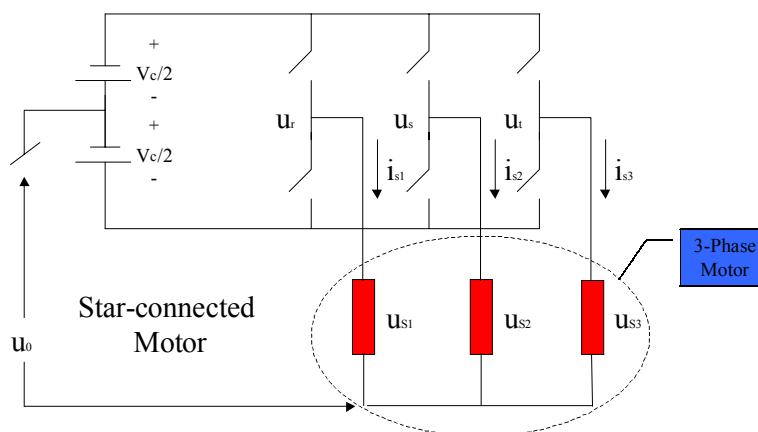 +
Vc/2
-
+
Vc/2
-
ur
us
ut
is1
is2
is3
3-Phase
Motor
Star-connected
Motor
uS1
uS2
uS3
u0